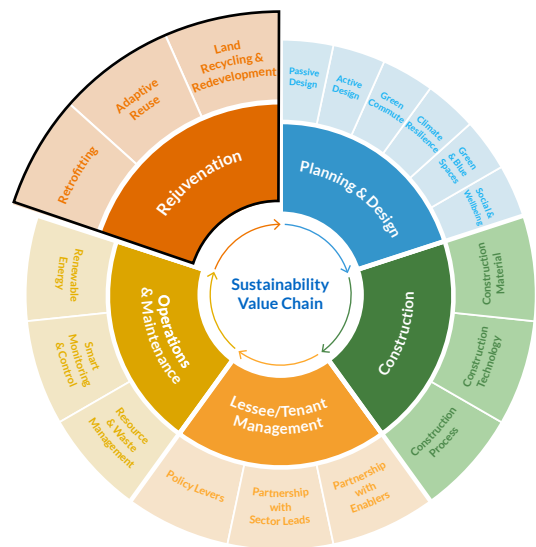 Sustainability
Value Chain
Rejuvenation
Retrofitting
Adaptive
Reuse
Land
Recycling &
Redevelopment
Planning & Design
Passive
Design
Active
Design
Green
Commute
Climate
Resilience
Green
& Blue
Spaces
Social &
Wellbeing
Construction
Construction
Material
Construction
Technology
Construction
Process
Lessee/Tenant
Management
Partnership
with
Enablers
Partnership
with
Sector Leads
Policy Levers
Operations
& Maintenance
Resource
& Waste
Management
Smart
Monitoring
& Control
Renewable
Energy